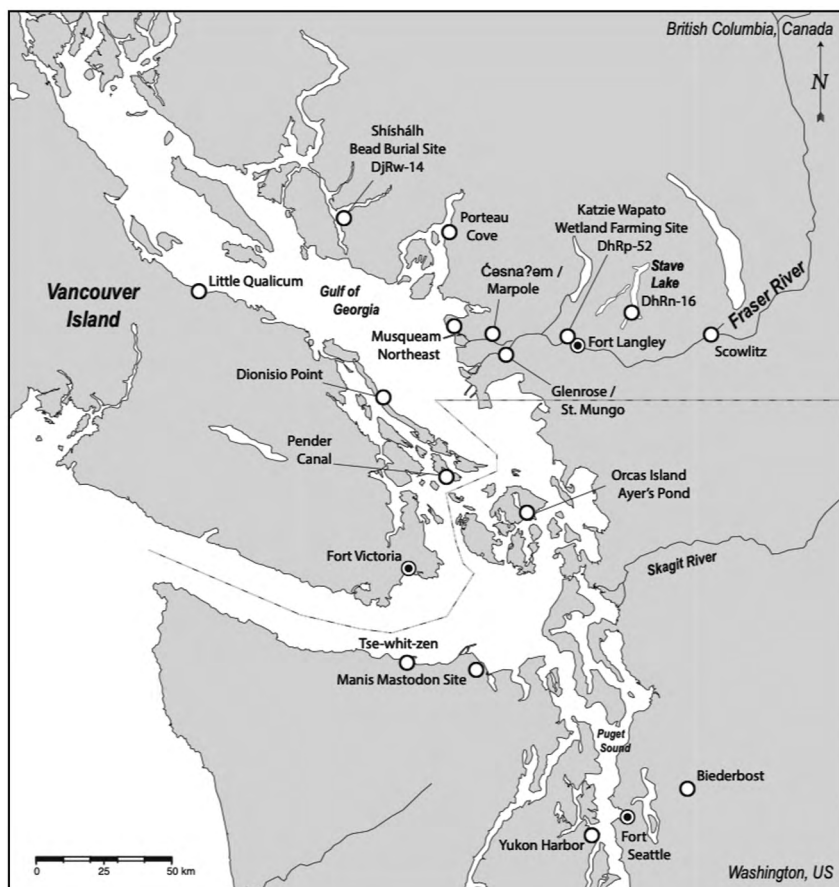 British Columbia, Canada
N
Shíshálh
Bead Burial Site
DjRw-14
Porteau
Cove
Katzie Wapato
Wetland Farming Site
DhRp-52
Stave
Lake
DhRn-16
Fraser River
Little Qualicum
Vancouver
Island
Gulf of
Georgia
C̓əsnaʔəm /
Marpole
Musqueam
Northeast
Fort Langley
Scowlitz
Dionisio Point
Glenrose /
St. Mungo
Pender
Canal
Orcas Island
Ayer's Pond
Fort Victoria
Skagit River
Tse-whit-zen
Manis Mastodon Site
Puget
Sound
Biederbost
Yukon Harbor
Fort
Seattle
0 25 50 km
Washington, US